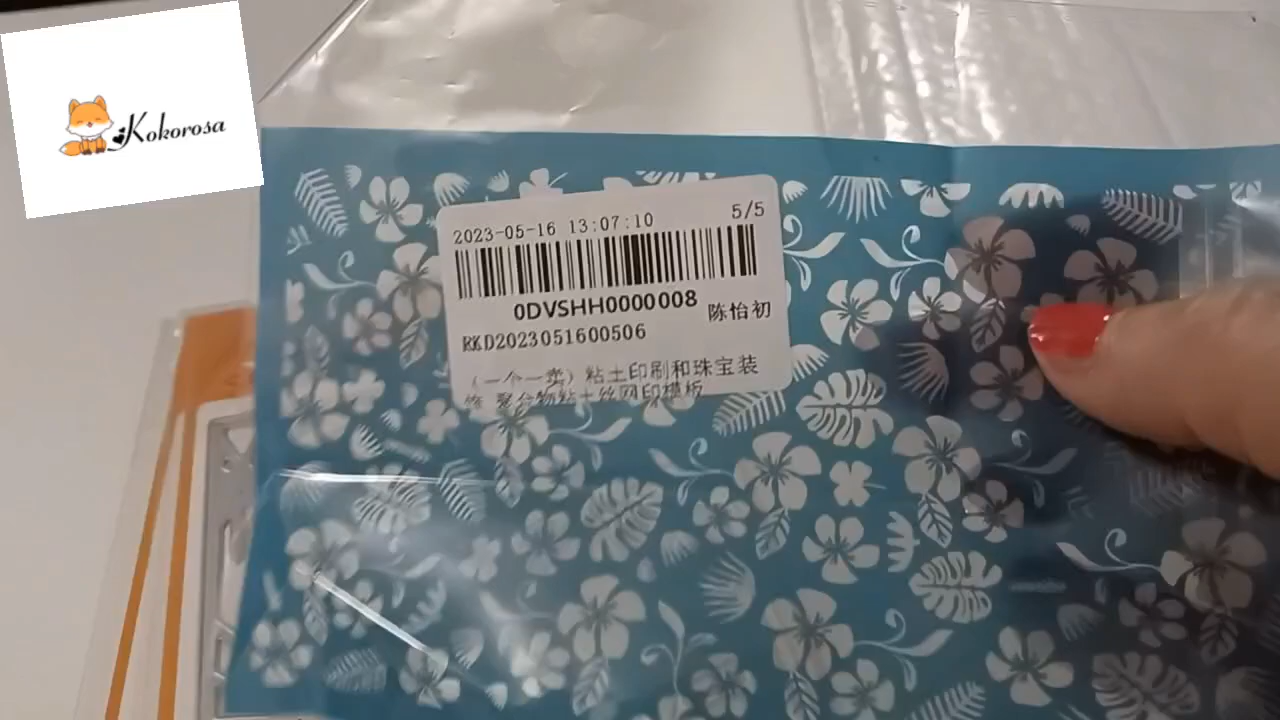 Kokorosa
2023-05-16 13:07:10 5/5
0DVSHH0000008 陈怡初
RKD2023051600506
（一个一卖）粘土印刷和珠宝装
饰 聚合物粘土丝网印模板